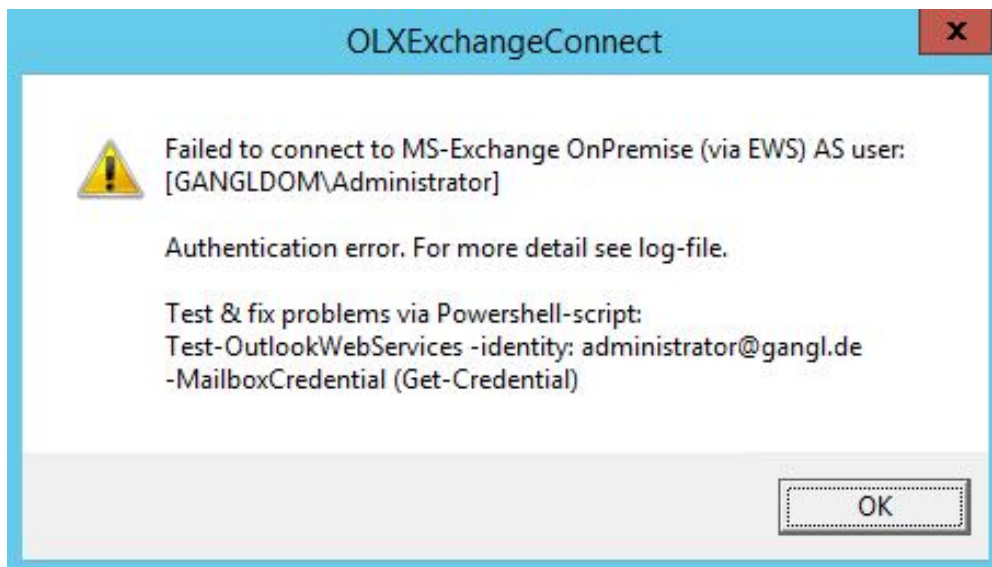 OLXExchangeConnect
x
Failed to connect to MS-Exchange OnPremise (via EWS) AS user:
[GANGLDOM\Administrator]
Authentication error. For more detail see log-file.
Test & fix problems via Powershell-script:
Test-OutlookWebServices -identity: administrator@gangl.de
-MailboxCredential (Get-Credential)
OK